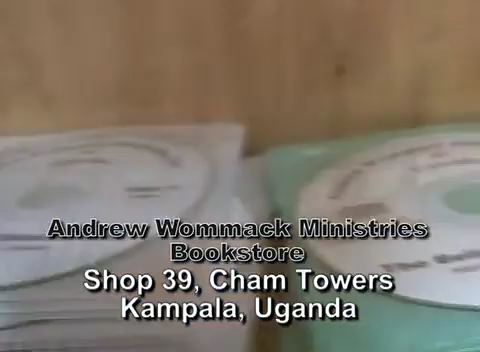 Andrew Wommack Ministries
Bookstore
Shop 39, Cham Towers
Kampala, Uganda